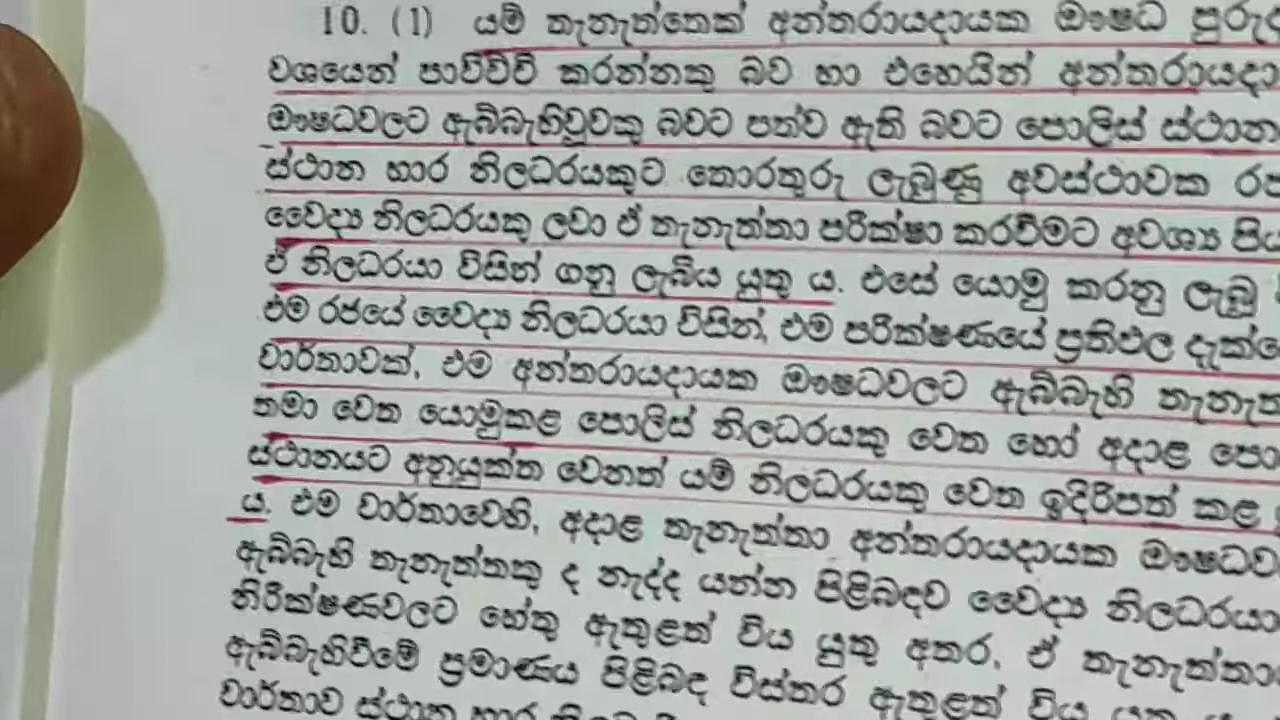 10. (1) යම් තැනැත්තෙක් අන්තරායදායක ඖෂධ
වශයෙන් පාවිච්චි කරන්නකු බව හා එහෙයින්
ඖෂධවලට ඇබ්බැහිවූවකු බවට පත්ව ඇති බවට පොලිස්
ස්ථාන භාර නිලධරයකුට තොරතුරු ලැබුණු අවස්ථාවක
වෛද්‍ය නිලධරයකු ලවා ඒ තැනැත්තා පරීක්ෂා කරවීමට අවශ්‍ය
ඒ නිලධරයා විසින් ගනු ලැබිය යුතු ය. එසේ යොමු කරනු ලැබූ
එම රජයේ වෛද්‍ය නිලධරයා විසින්, එම පරීක්ෂණයේ ප්‍රතිඵල
වාර්තාවක්, එම අන්තරායදායක ඖෂධවලට ඇබ්බැහි
තමා වෙත යොමුකළ පොලිස් නිලධරයකු වෙත හෝ අදාළ
ස්ථානයට අනුයුක්ත වෙනත් යම් නිලධරයකු වෙත ඉදිරිපත් කළ
ය. එම වාර්තාවෙහි, අදාළ තැනැත්තා අන්තරායදායක
ඇබ්බැහි තැනැත්තකු ද නැද්ද යන්න පිළිබඳව වෛද්‍ය නිලධරයා
නිරීක්ෂණවලට හේතු ඇතුළත් විය යුතු අතර, ඒ
ඇබ්බැහිවීමේ ප්‍රමාණය පිළිබඳ විස්තර ඇතුළත් විය
වාර්තාව ස්ථාන භාර